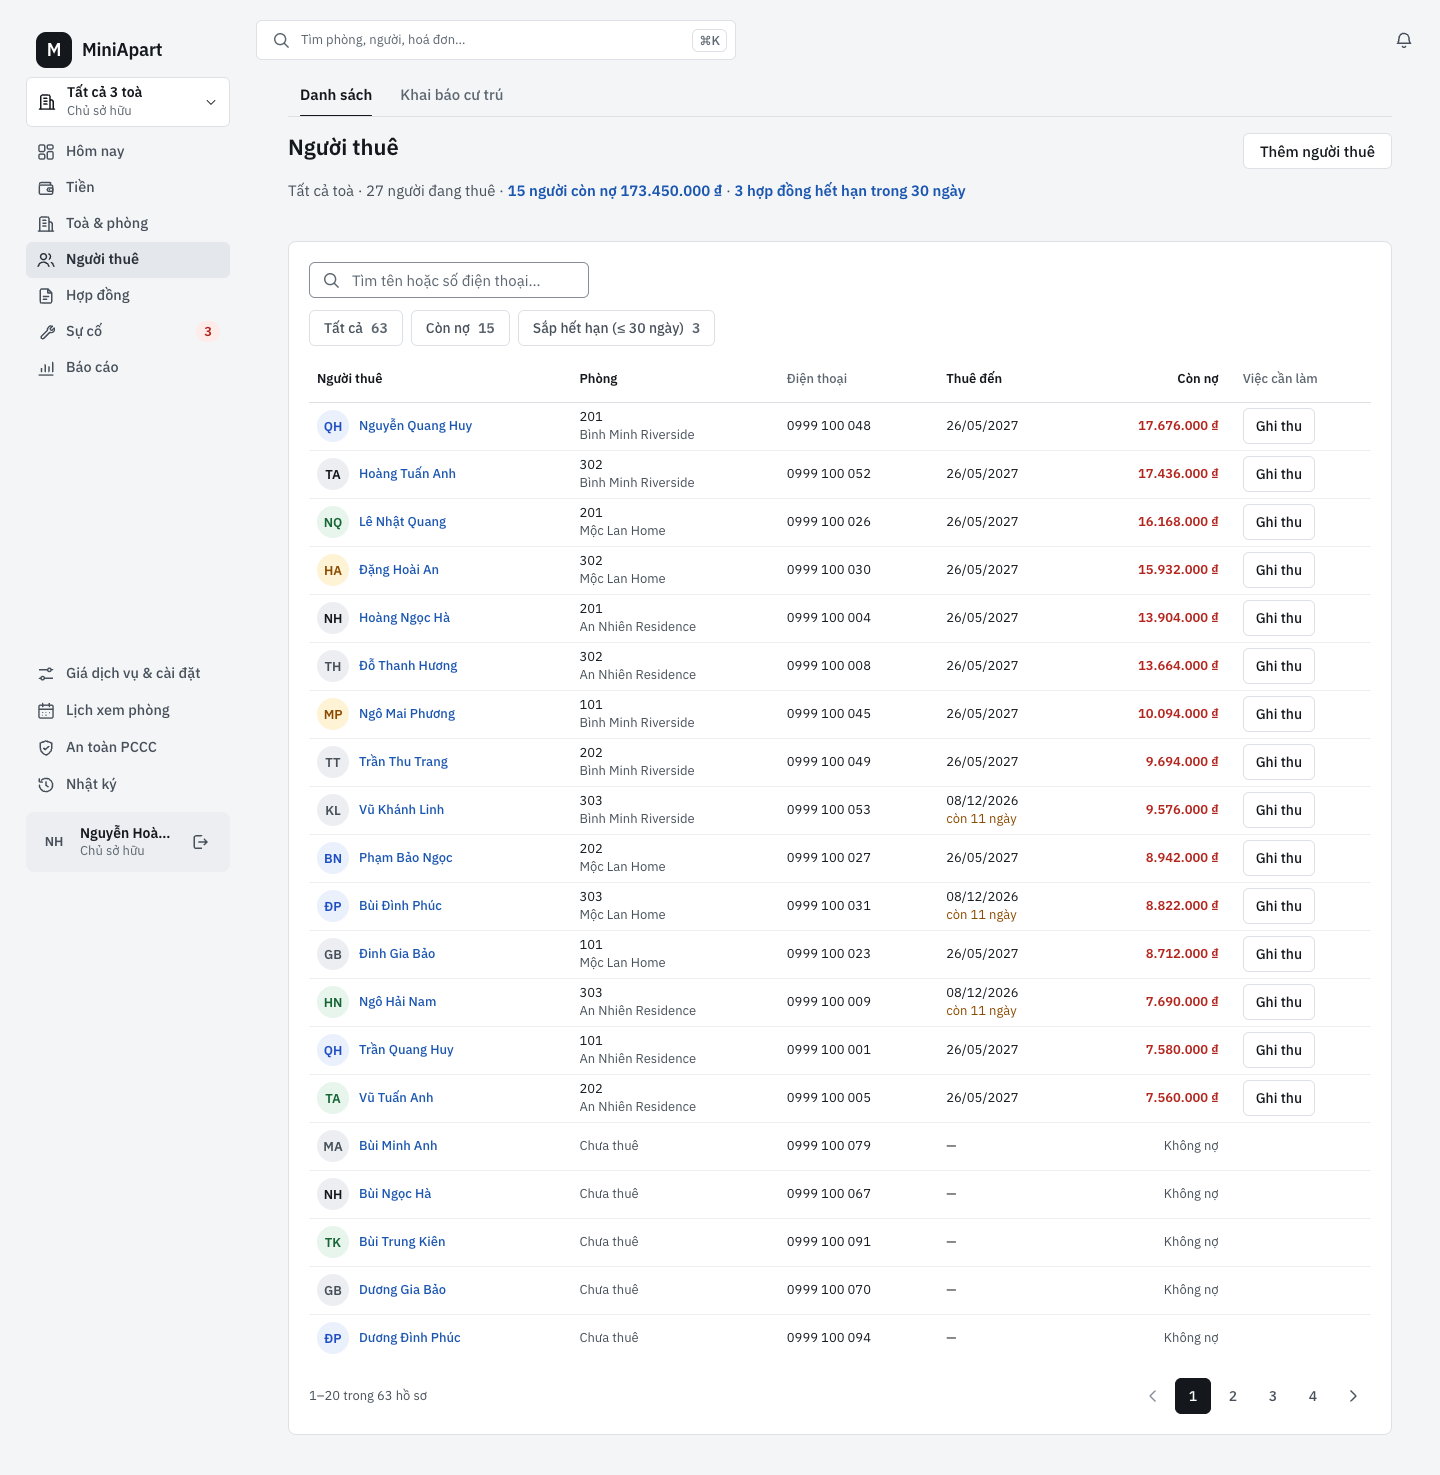 M MiniApart
Tìm phòng, người, hoá đơn... ⌘K
Tất cả 3 toà
Chủ sở hữu
Hôm nay
Tiền
Toà & phòng
Người thuê
Hợp đồng
Sự cố 3
Báo cáo
Giá dịch vụ & cài đặt
Lịch xem phòng
An toàn PCCC
Nhật ký
NH Nguyễn Hoà...
Chủ sở hữu
Danh sách Khai báo cư trú
Người thuê
Thêm người thuê
Tất cả toà · 27 người đang thuê · 15 người còn nợ 173.450.000 ₫ · 3 hợp đồng hết hạn trong 30 ngày
Tìm tên hoặc số điện thoại...
Tất cả 63 Còn nợ 15 Sắp hết hạn (≤ 30 ngày) 3
Người thuê Phòng Điện thoại Thuê đến Còn nợ Việc cần làm
QH Nguyễn Quang Huy 201 0999 100 048 26/05/2027 17.676.000 ₫ Ghi thu
Bình Minh Riverside
TA Hoàng Tuấn Anh 302 0999 100 052 26/05/2027 17.436.000 ₫ Ghi thu
Bình Minh Riverside
NQ Lê Nhật Quang 201 0999 100 026 26/05/2027 16.168.000 ₫ Ghi thu
Mộc Lan Home
HA Đặng Hoài An 302 0999 100 030 26/05/2027 15.932.000 ₫ Ghi thu
Mộc Lan Home
NH Hoàng Ngọc Hà 201 0999 100 004 26/05/2027 13.904.000 ₫ Ghi thu
An Nhiên Residence
TH Đỗ Thanh Hương 302 0999 100 008 26/05/2027 13.664.000 ₫ Ghi thu
An Nhiên Residence
MP Ngô Mai Phương 101 0999 100 045 26/05/2027 10.094.000 ₫ Ghi thu
Bình Minh Riverside
TT Trần Thu Trang 202 0999 100 049 26/05/2027 9.694.000 ₫ Ghi thu
Bình Minh Riverside
KL Vũ Khánh Linh 303 0999 100 053 08/12/2026 9.576.000 ₫ Ghi thu
Bình Minh Riverside còn 11 ngày
BN Phạm Bảo Ngọc 202 0999 100 027 26/05/2027 8.942.000 ₫ Ghi thu
Mộc Lan Home
ĐP Bùi Đình Phúc 303 0999 100 031 08/12/2026 8.822.000 ₫ Ghi thu
Mộc Lan Home còn 11 ngày
GB Đinh Gia Bảo 101 0999 100 023 26/05/2027 8.712.000 ₫ Ghi thu
Mộc Lan Home
HN Ngô Hải Nam 303 0999 100 009 08/12/2026 7.690.000 ₫ Ghi thu
An Nhiên Residence còn 11 ngày
QH Trần Quang Huy 101 0999 100 001 26/05/2027 7.580.000 ₫ Ghi thu
An Nhiên Residence
TA Vũ Tuấn Anh 202 0999 100 005 26/05/2027 7.560.000 ₫ Ghi thu
An Nhiên Residence
MA Bùi Minh Anh Chưa thuê 0999 100 079 — Không nợ
NH Bùi Ngọc Hà Chưa thuê 0999 100 067 — Không nợ
TK Bùi Trung Kiên Chưa thuê 0999 100 091 — Không nợ
GB Dương Gia Bảo Chưa thuê 0999 100 070 — Không nợ
ĐP Dương Đình Phúc Chưa thuê 0999 100 094 — Không nợ
1–20 trong 63 hồ sơ 1 2 3 4